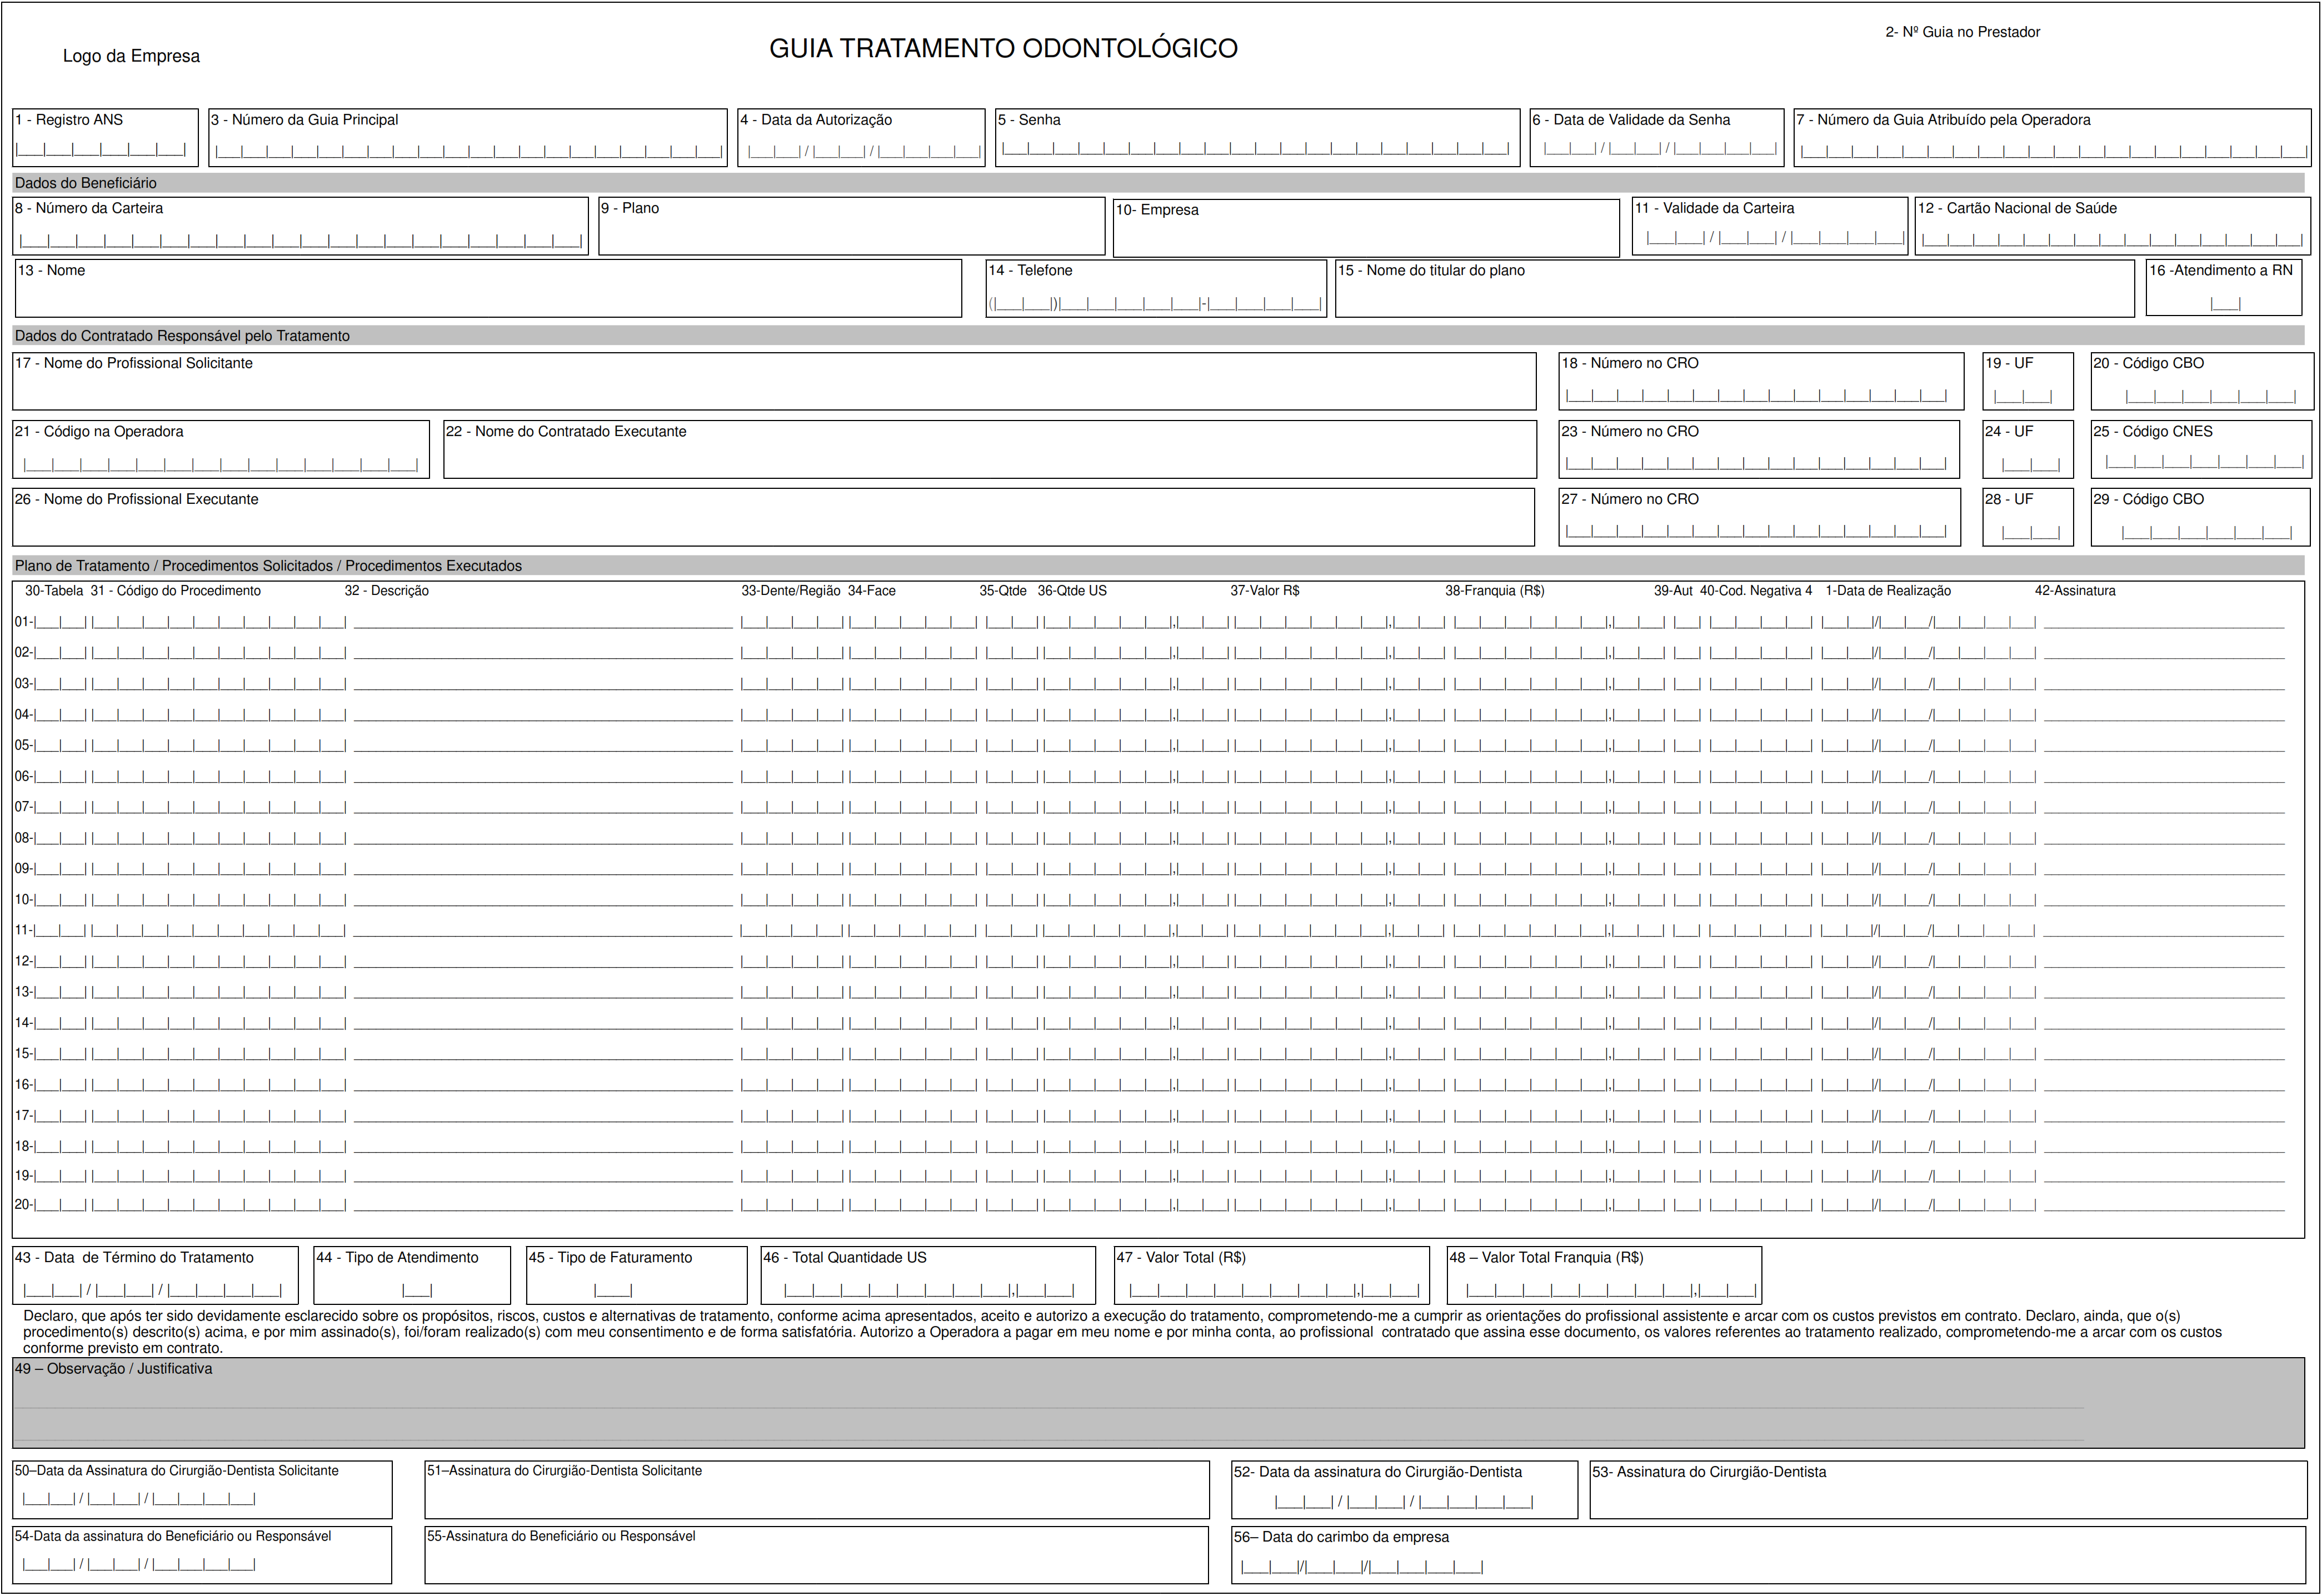 Logo da Empresa
GUIA TRATAMENTO ODONTOLÓGICO
2- Nº Guia no Prestador
1 - Registro ANS
3 - Número da Guia Principal
4 - Data da Autorização
5 - Senha
6 - Data de Validade da Senha
7 - Número da Guia Atribuído pela Operadora
Dados do Beneficiário
8 - Número da Carteira
9 - Plano
10- Empresa
11 - Validade da Carteira
12 - Cartão Nacional de Saúde
13 - Nome
14 - Telefone
15 - Nome do titular do plano
16 -Atendimento a RN
Dados do Contratado Responsável pelo Tratamento
17 - Nome do Profissional Solicitante
18 - Número no CRO
19 - UF
20 - Código CBO
21 - Código na Operadora
22 - Nome do Contratado Executante
23 - Número no CRO
24 - UF
25 - Código CNES
26 - Nome do Profissional Executante
27 - Número no CRO
28 - UF
29 - Código CBO
Plano de Tratamento / Procedimentos Solicitados / Procedimentos Executados
30-Tabela 31 - Código do Procedimento 32 - Descrição 33-Dente/Região 34-Face 35-Qtde 36-Qtde US 37-Valor R$ 38-Franquia (R$) 39-Aut 40-Cod. Negativa 4 1-Data de Realização 42-Assinatura
01-
02-
03-
04-
05-
06-
07-
08-
09-
10-
11-
12-
13-
14-
15-
16-
17-
18-
19-
20-
43 - Data de Término do Tratamento
44 - Tipo de Atendimento
45 - Tipo de Faturamento
46 - Total Quantidade US
47 - Valor Total (R$)
48 – Valor Total Franquia (R$)
Declaro, que após ter sido devidamente esclarecido sobre os propósitos, riscos, custos e alternativas de tratamento, conforme acima apresentados, aceito e autorizo a execução do tratamento, comprometendo-me a cumprir as orientações do profissional assistente e arcar com os custos previstos em contrato. Declaro, ainda, que o(s)
procedimento(s) descrito(s) acima, e por mim assinado(s), foi/foram realizado(s) com meu consentimento e de forma satisfatória. Autorizo a Operadora a pagar em meu nome e por minha conta, ao profissional contratado que assina esse documento, os valores referentes ao tratamento realizado, comprometendo-me a arcar com os custos
conforme previsto em contrato.
49 – Observação / Justificativa
50–Data da Assinatura do Cirurgião-Dentista Solicitante
51–Assinatura do Cirurgião-Dentista Solicitante
52- Data da assinatura do Cirurgião-Dentista
53- Assinatura do Cirurgião-Dentista
54-Data da assinatura do Beneficiário ou Responsável
55-Assinatura do Beneficiário ou Responsável
56– Data do carimbo da empresa